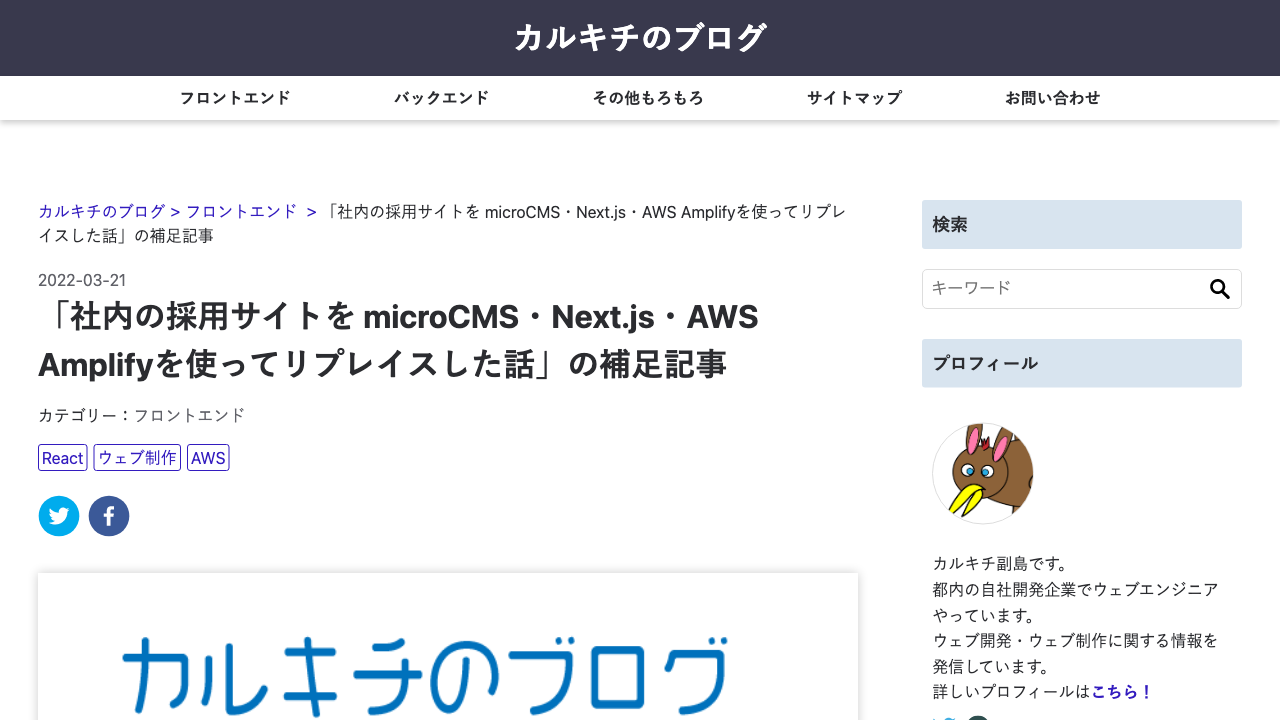 カルキチのブログ
フロントエンド バックエンド その他もろもろ サイトマップ お問い合わせ
カルキチのブログ > フロントエンド > 「社内の採用サイトを microCMS・Next.js・AWS Amplifyを使ってリプレ
イスした話」の補足記事
2022-03-21
「社内の採用サイトを microCMS・Next.js・AWS
Amplifyを使ってリプレイスした話」の補足記事
カテゴリー：フロントエンド
React ウェブ制作 AWS
カルキチのブログ
検索
キーワード
プロフィール
カルキチ副島です。
都内の自社開発企業でウェブエンジニア
やっています。
ウェブ開発・ウェブ制作に関する情報を
発信しています。
詳しいプロフィールはこちら！